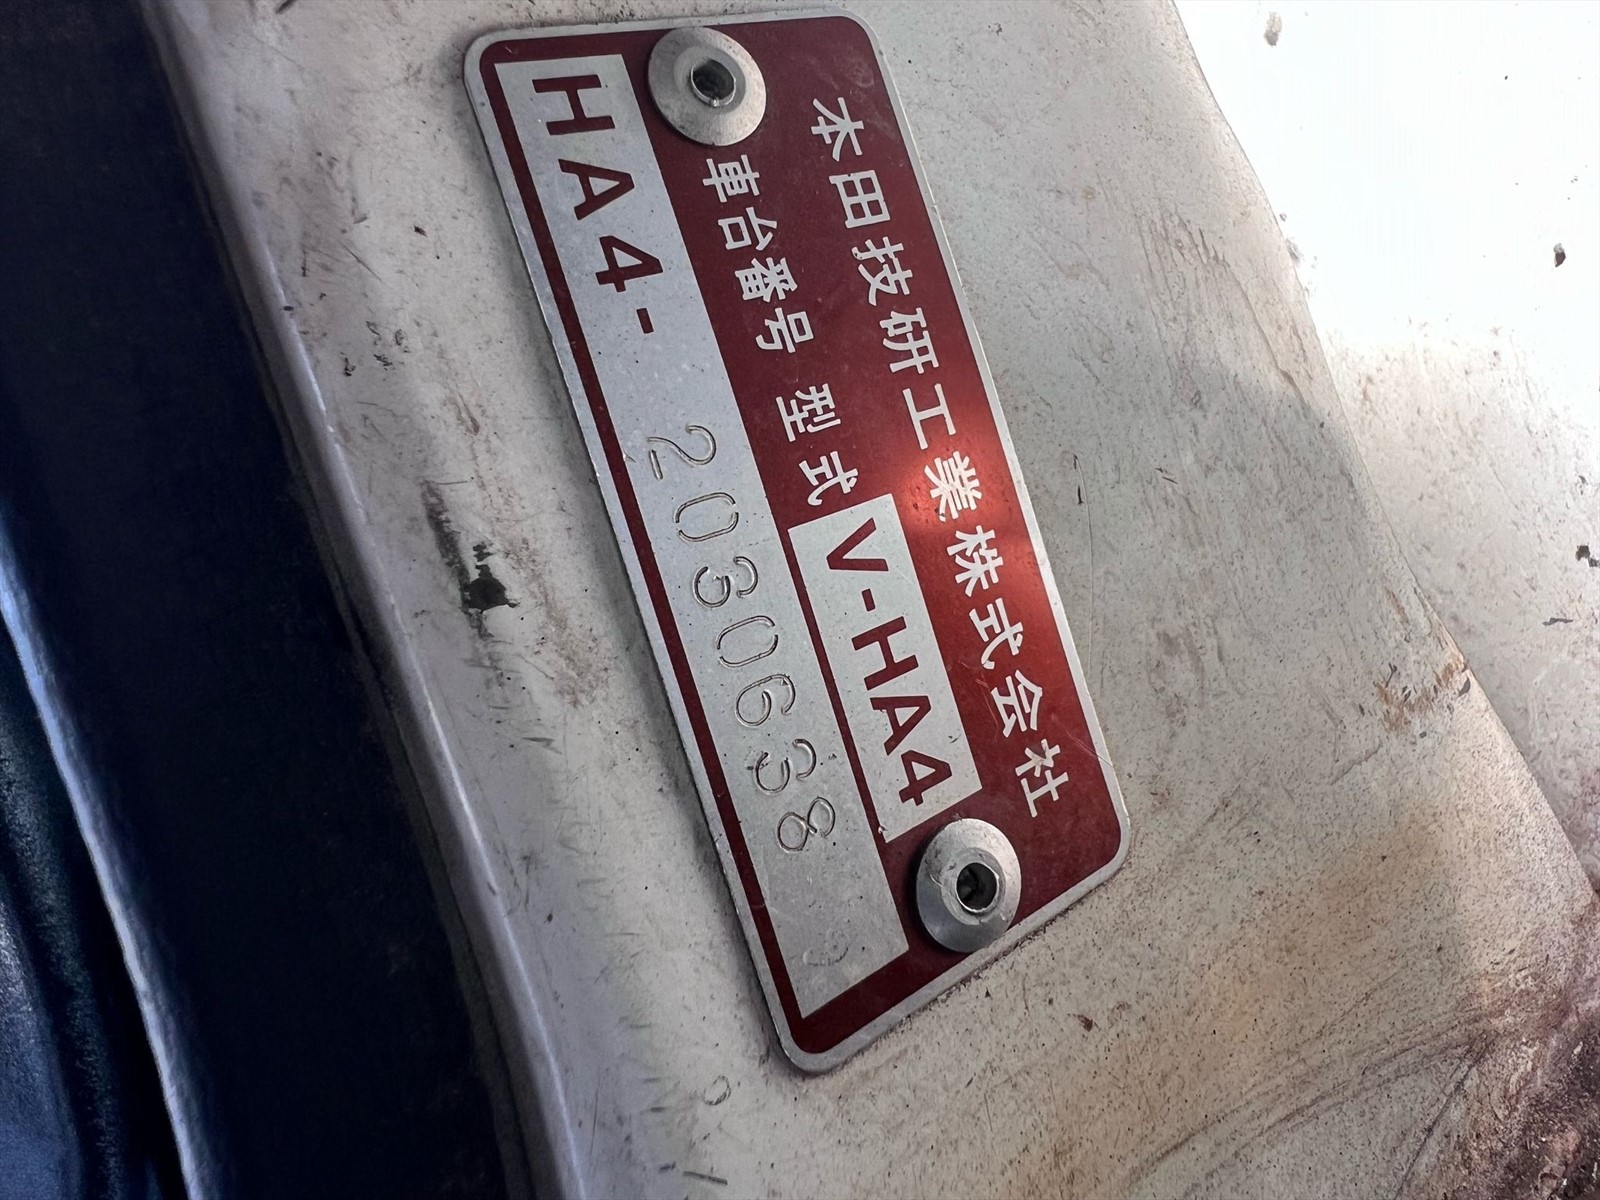 本田技研工業株式会社
車台番号 型式 V-HA4
HA4- 2030638